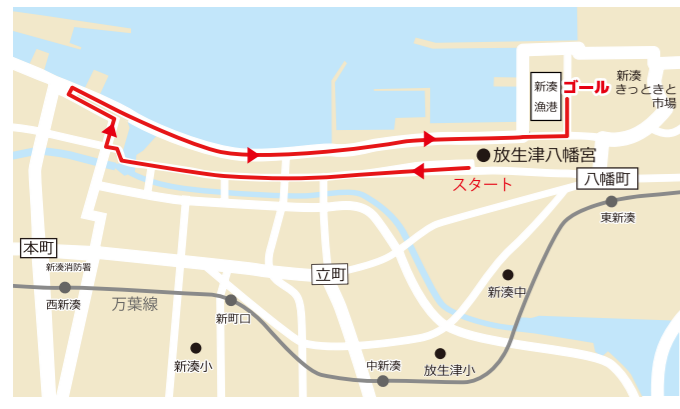 新湊
漁港
ゴール
新湊
きっときと
市場
放生津八幡宮
スタート
八幡町
東新湊
本町
新湊消防署
西新湊
万葉線
立町
新町口
新湊中
新湊小
中新湊
放生津小